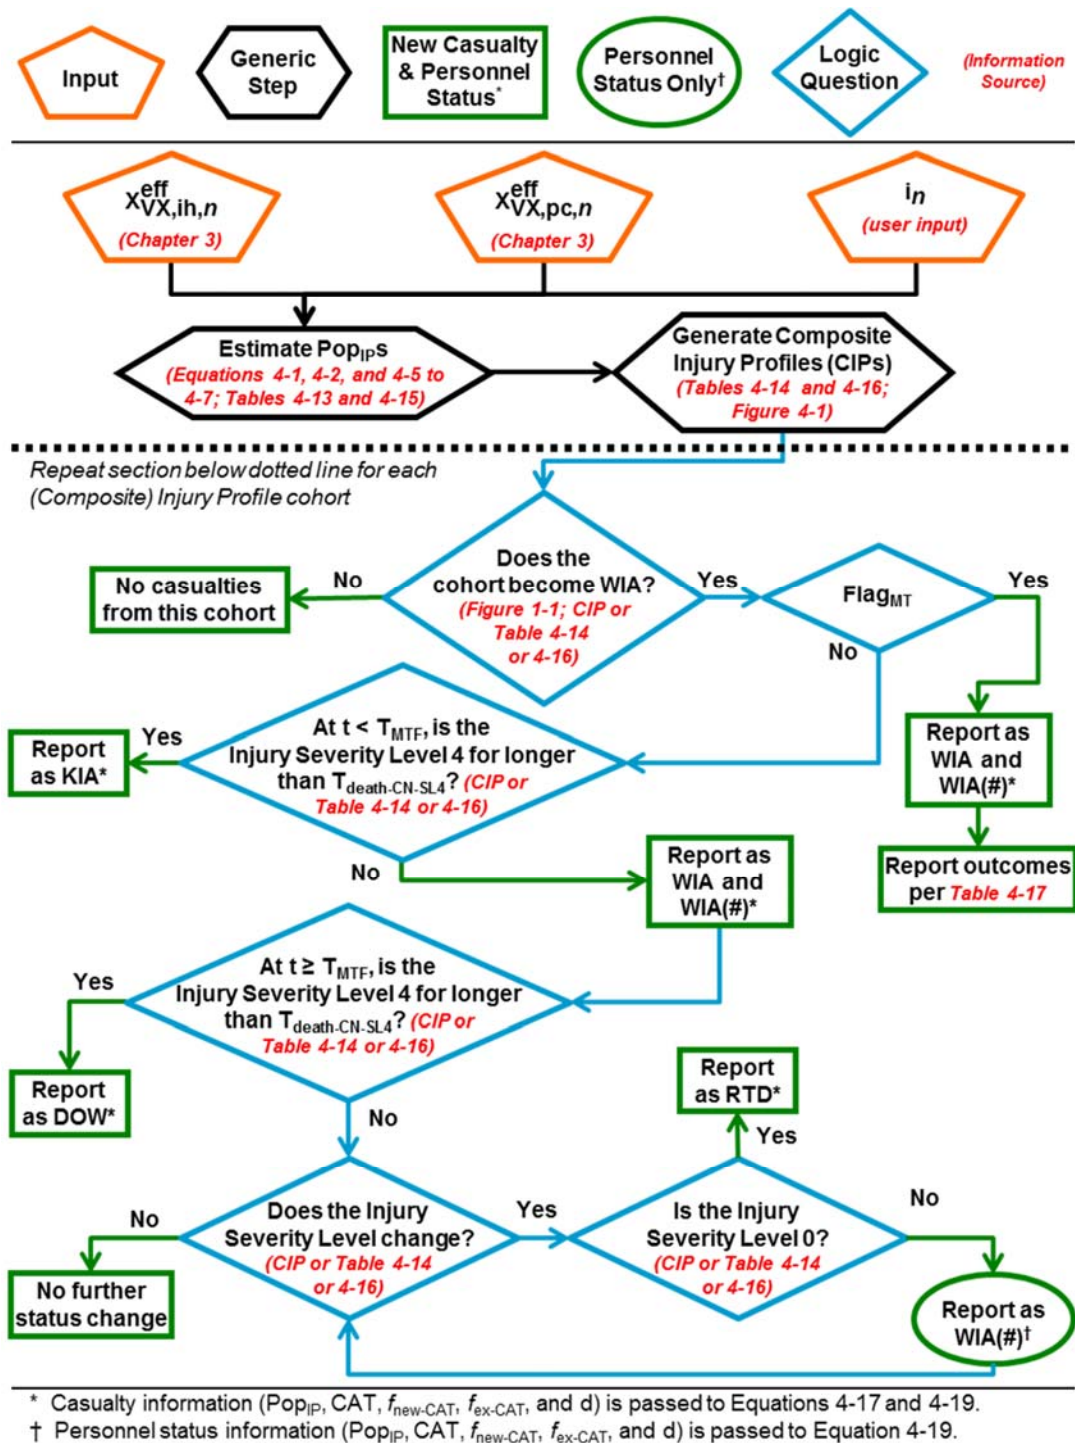 Input
Generic
Step
New Casualty
& Personnel
Status*
Personnel
Status Only†
Logic
Question
(Information
Source)
X^eff_VX,ih,n
(Chapter 3)
X^eff_VX,pc,n
(Chapter 3)
i_n
(user input)
Estimate Pop_IPs
(Equations 4-1, 4-2, and 4-5 to
4-7; Tables 4-13 and 4-15)
Generate Composite
Injury Profiles (CIPs)
(Tables 4-14 and 4-16;
Figure 4-1)
Repeat section below dotted line for each
(Composite) Injury Profile cohort
Does the
cohort become WIA?
(Figure 1-1; CIP or
Table 4-14
or 4-16)
No
No casualties
from this cohort
Yes
Flag_MT
Yes
No
Report as
WIA and
WIA(#)*
Report outcomes
per Table 4-17
At t < T_MTF, is the
Injury Severity Level 4 for longer
than T_death-CN-SL4? (CIP or
Table 4-14 or 4-16)
Yes
Report
as KIA*
No
Report as
WIA and
WIA(#)*
At t ≥ T_MTF, is the
Injury Severity Level 4 for longer
than T_death-CN-SL4? (CIP or
Table 4-14 or 4-16)
Yes
Report
as DOW*
No
Does the Injury
Severity Level change?
(CIP or Table 4-14
or 4-16)
No
No further
status change
Yes
Is the Injury
Severity Level 0?
(CIP or Table 4-14
or 4-16)
Yes
Report
as RTD*
No
Report as
WIA(#)†
* Casualty information (Pop_IP, CAT, f_new-CAT, f_ex-CAT, and d) is passed to Equations 4-17 and 4-19.
† Personnel status information (Pop_IP, CAT, f_new-CAT, f_ex-CAT, and d) is passed to Equation 4-19.